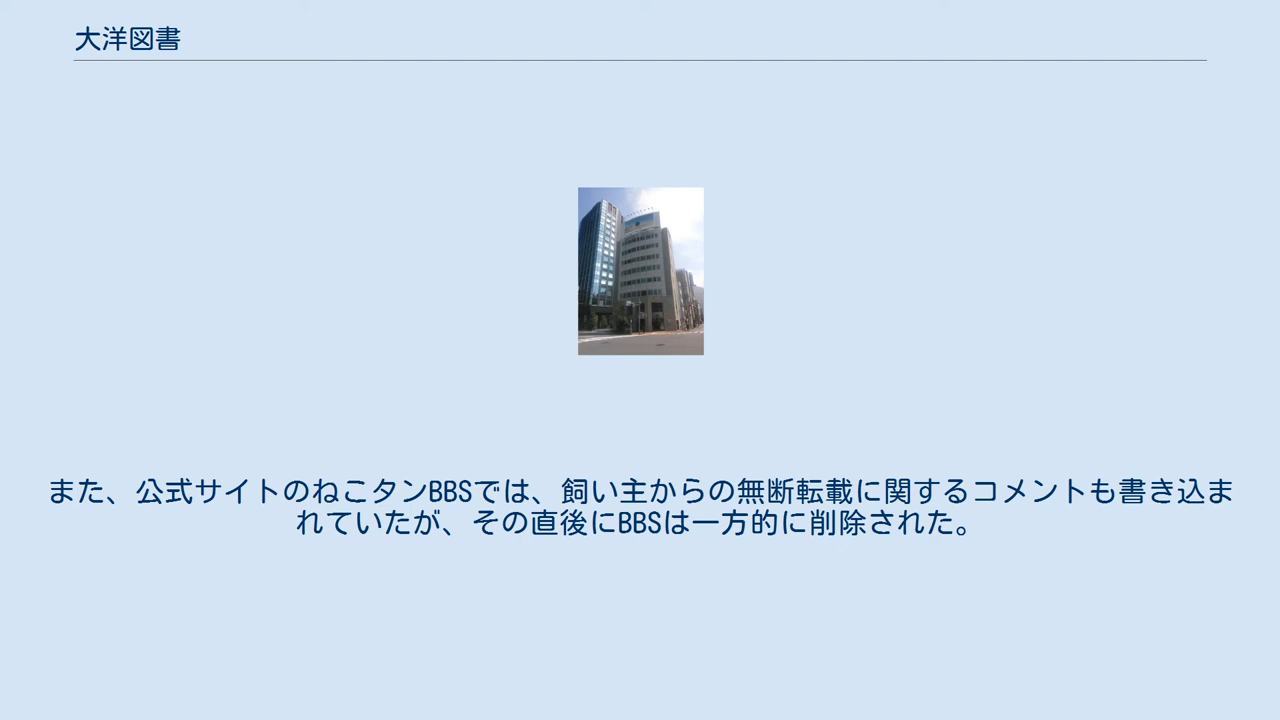 大洋図書
また、公式サイトのねこタンBBSでは、飼い主からの無断転載に関するコメントも書き込ま
れていたが、その直後にBBSは一方的に削除された。